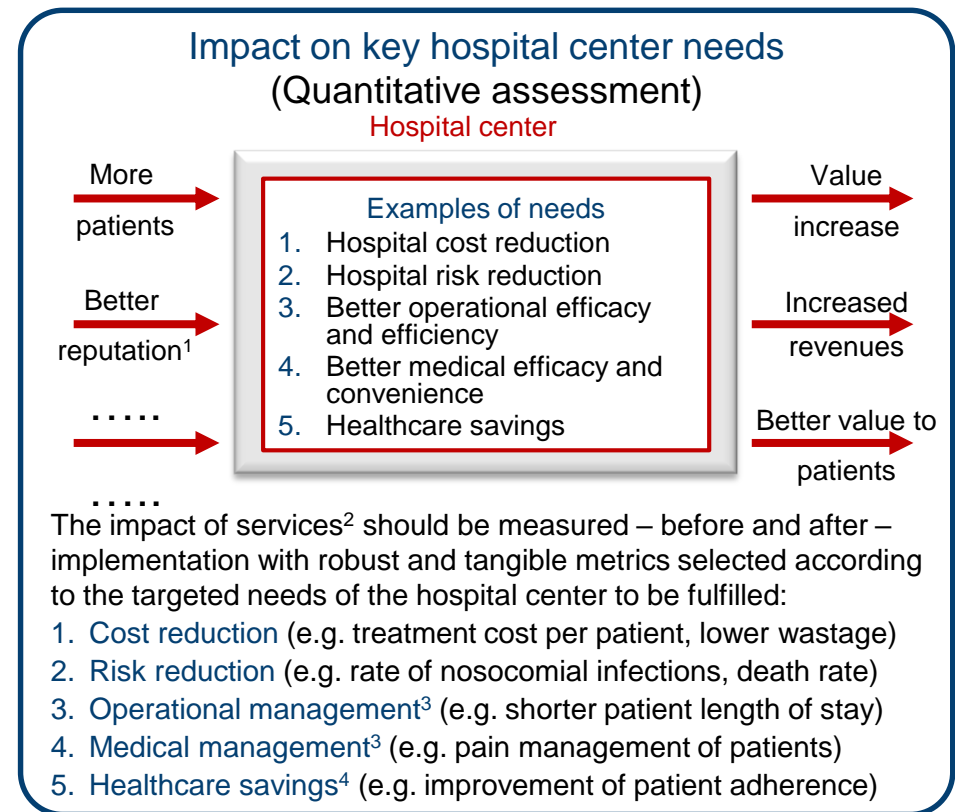 Impact on key hospital center needs
(Quantitative assessment)
Hospital center
More
patients
Better
reputation¹
.....
.....
Examples of needs
1. Hospital cost reduction
2. Hospital risk reduction
3. Better operational efficacy
and efficiency
4. Better medical efficacy and
convenience
5. Healthcare savings
Value
increase
Increased
revenues
Better value to
patients
The impact of services² should be measured – before and after –
implementation with robust and tangible metrics selected according
to the targeted needs of the hospital center to be fulfilled:
1. Cost reduction (e.g. treatment cost per patient, lower wastage)
2. Risk reduction (e.g. rate of nosocomial infections, death rate)
3. Operational management³ (e.g. shorter patient length of stay)
4. Medical management³ (e.g. pain management of patients)
5. Healthcare savings⁴ (e.g. improvement of patient adherence)